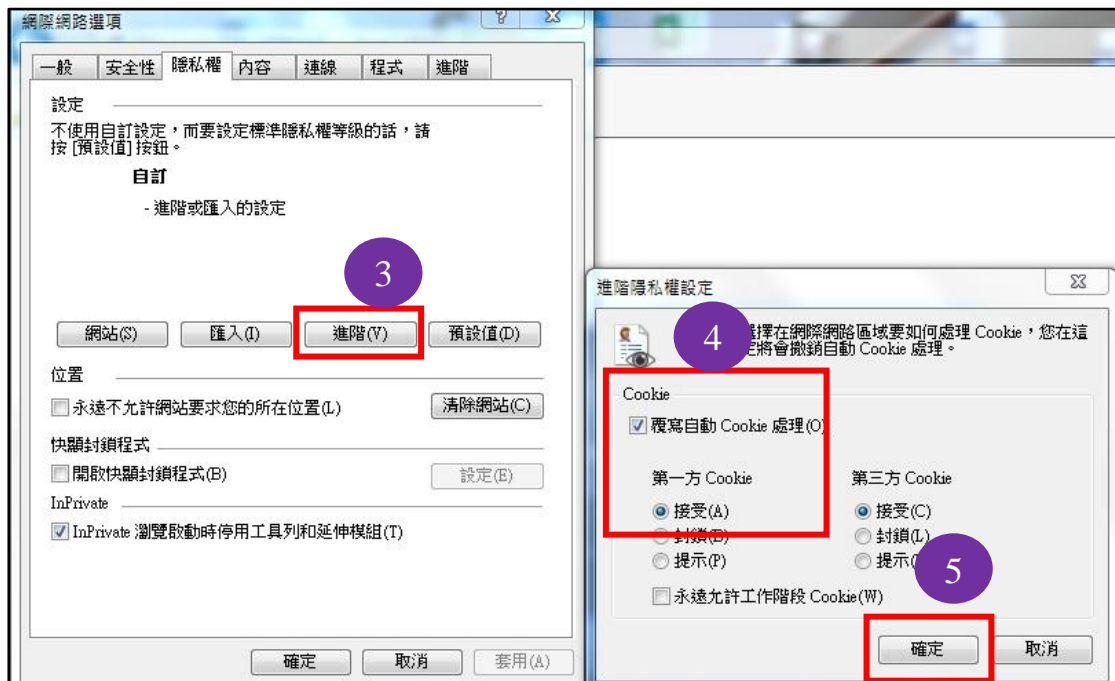 網際網路選項
一般 安全性 隱私權 內容 連線 程式 進階
設定
不使用自訂設定，而要設定標準隱私權等級的話，請
按 [預設值] 按鈕。
自訂
- 進階或匯入的設定
3
網站(S) 匯入(I) 進階(V) 預設值(D)
位置
永遠不允許網站要求您的所在位置(L) 清除網站(C)
快顯封鎖程式
開啟快顯封鎖程式(B) 設定(E)
InPrivate
InPrivate 瀏覽啟動時停用工具列和延伸模組(T)
確定 取消 套用(A)
進階隱私權設定
4
選擇在網際網路區域要如何處理 Cookie，您在這
定將會撤銷自動 Cookie 處理。
Cookie
覆寫自動 Cookie 處理(O)
第一方 Cookie 第三方 Cookie
接受(A) 接受(C)
封鎖(B) 封鎖(L)
提示(P) 提示(
5
永遠允許工作階段 Cookie(W)
確定 取消